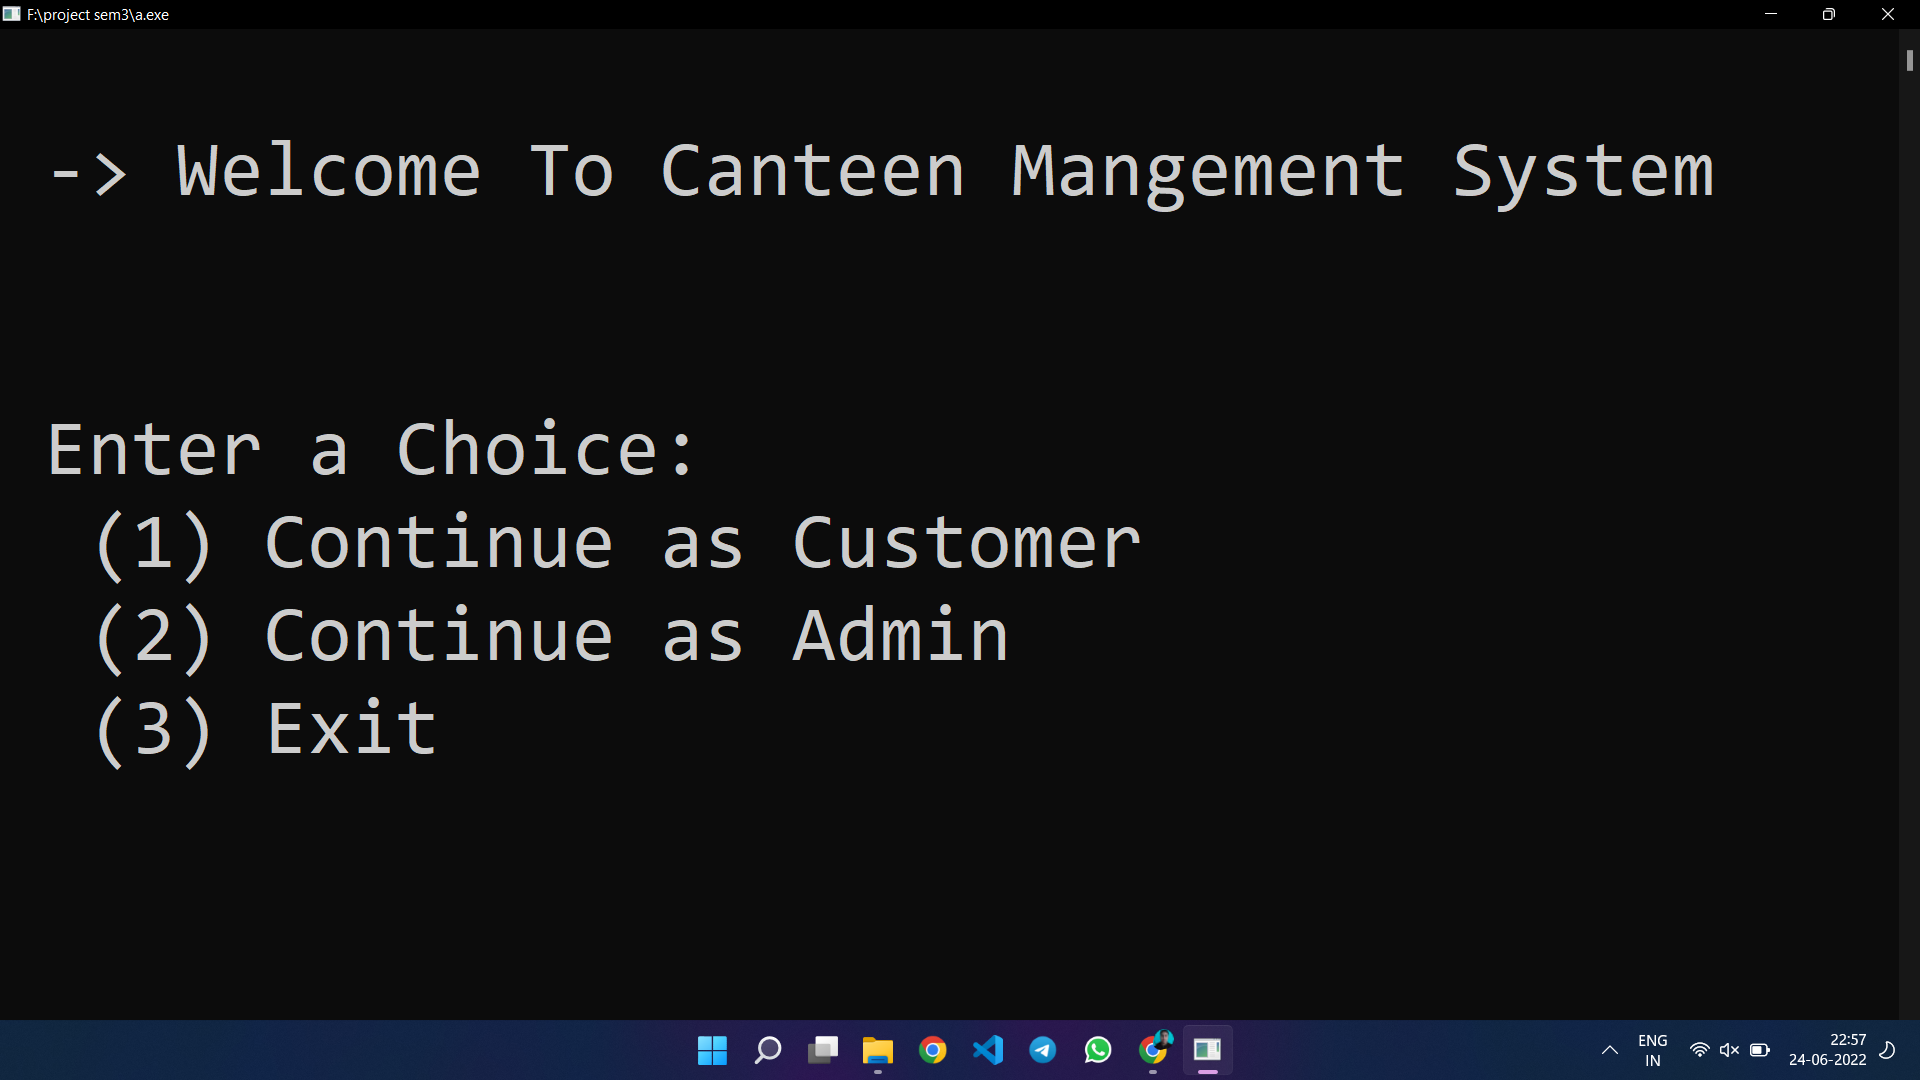 F:\project sem3\a.exe
-> Welcome To Canteen Mangement System
Enter a Choice:
(1) Continue as Customer
(2) Continue as Admin
(3) Exit
ENG
IN
22:57
24-06-2022